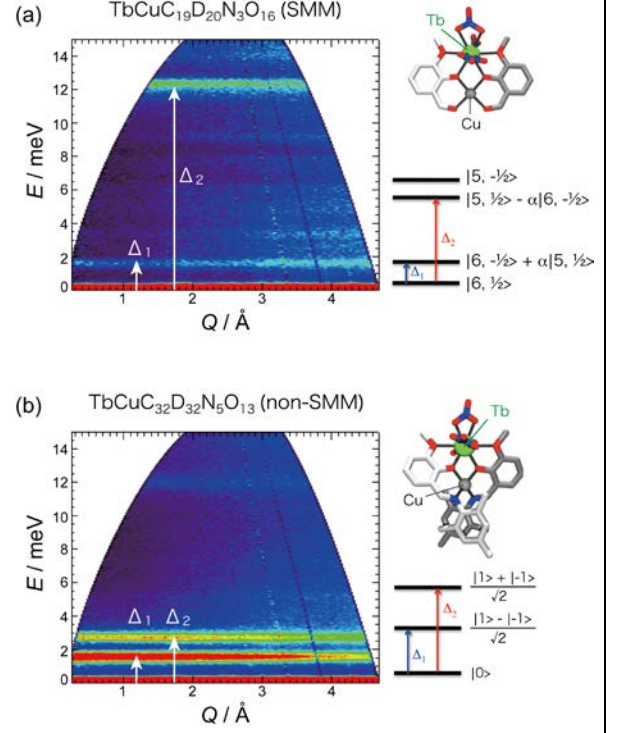 (a)
TbCuC₁₉D₂₀N₃O₁₆ (SMM)
E / meV
14
12
10
8
6
4
2
0
Δ₂
Δ₁
1 2 3 4
Q / Å
Tb
Cu
|5, -½>
|5, ½> - α|6, -½>
Δ₂
|6, -½> + α|5, ½>
Δ₁
|6, ½>
(b)
TbCuC₃₂D₃₂N₅O₁₃ (non-SMM)
E / meV
14
12
10
8
6
4
2
0
Δ₁ Δ₂
1 2 3 4
Q / Å
Tb
Cu
|1> + |-1>
√2
Δ₂
|1> - |-1>
√2
Δ₁
|0>